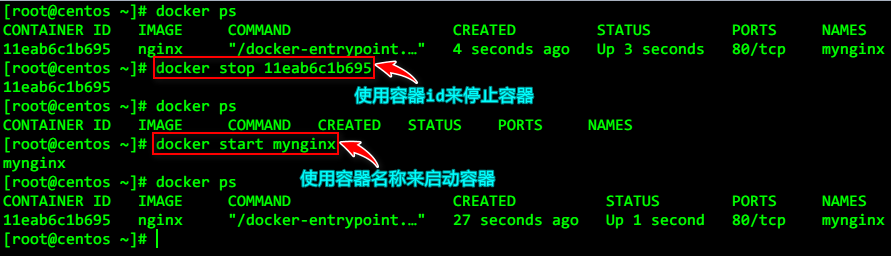 [root@centos ~]# docker ps
CONTAINER ID   IMAGE     COMMAND                  CREATED         STATUS         PORTS     NAMES
11eab6c1b695   nginx     "/docker-entrypoint.…"   4 seconds ago   Up 3 seconds   80/tcp    mynginx
[root@centos ~]# docker stop 11eab6c1b695
11eab6c1b695
使用容器id来停止容器
[root@centos ~]# docker ps
CONTAINER ID   IMAGE     COMMAND   CREATED   STATUS    PORTS     NAMES
[root@centos ~]# docker start mynginx
mynginx
使用容器名称来启动容器
[root@centos ~]# docker ps
CONTAINER ID   IMAGE     COMMAND                  CREATED          STATUS        PORTS     NAMES
11eab6c1b695   nginx     "/docker-entrypoint.…"   27 seconds ago   Up 1 second   80/tcp    mynginx
[root@centos ~]#